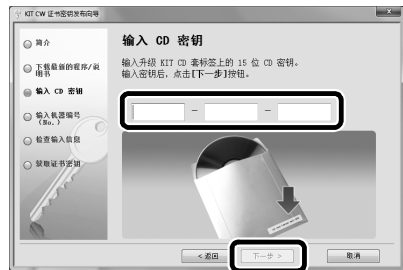 KIT CW 证书密钥发布向导
简介
下载最新的程序/说
明书
输入 CD 密钥
输入机器编号
(No.)
检查输入信息
获取证书密钥
输入 CD 密钥
输入升级 KIT CD 套标签上的 15 位 CD 密钥。
输入密钥后，点击[下一步]按钮。
- -
< 返回
下一步 >
取消